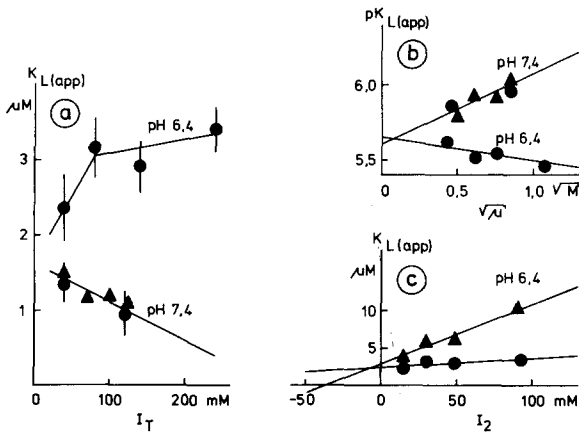 K L(app)
μM
a
pH 6,4
3
2
1
pH 7,4
0 100 200 mM
I T
pK L(app)
b
pH 7,4
6,0
pH 6,4
5,5
0 0,5 1,0 √M
√μ
K L(app)
μM
c
pH 6,4
10
5
-50 0 50 100 mM
I 2